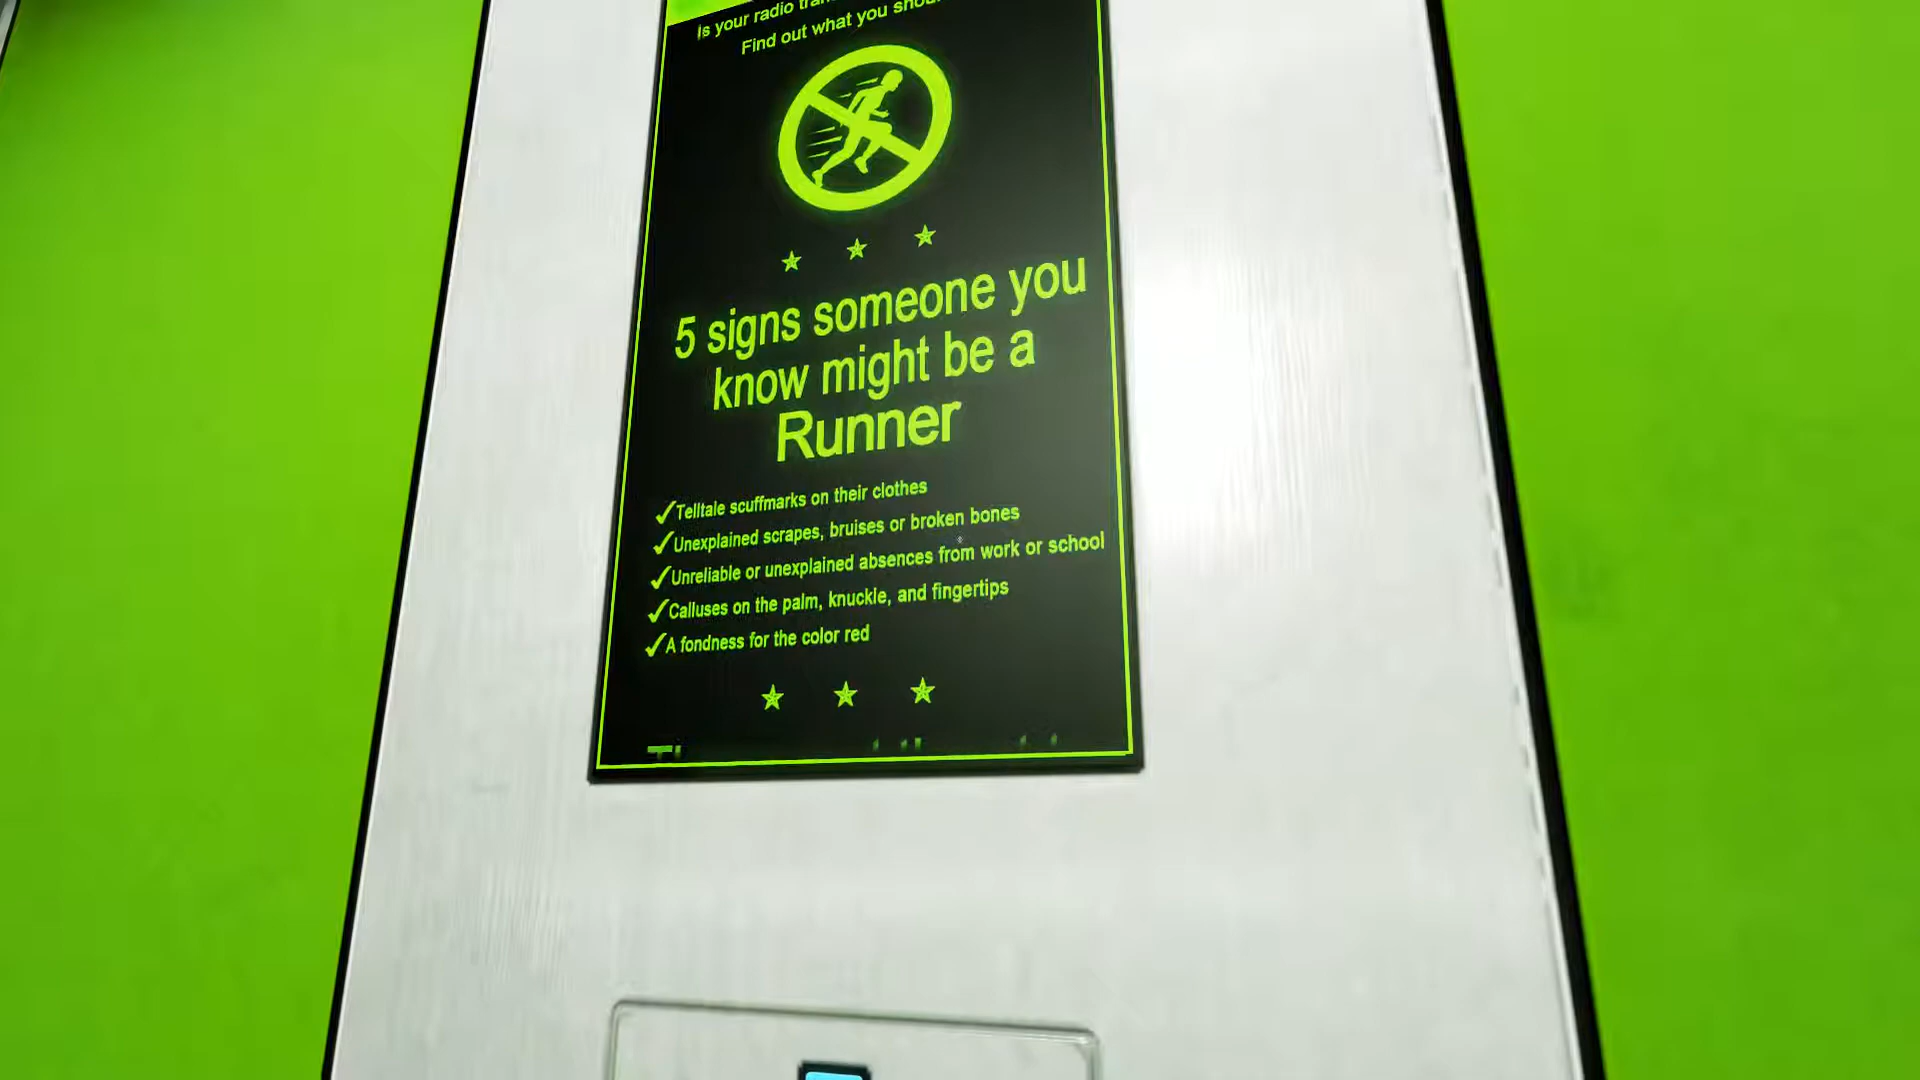 Is your radio
Find out what you
5 signs someone you
know might be a
Runner
✓Telltale scuffmarks on their clothes
✓Unexplained scrapes, bruises or broken bones
✓Unreliable or unexplained absences from work or school
✓Calluses on the palm, knuckle, and fingertips
✓A fondness for the color red